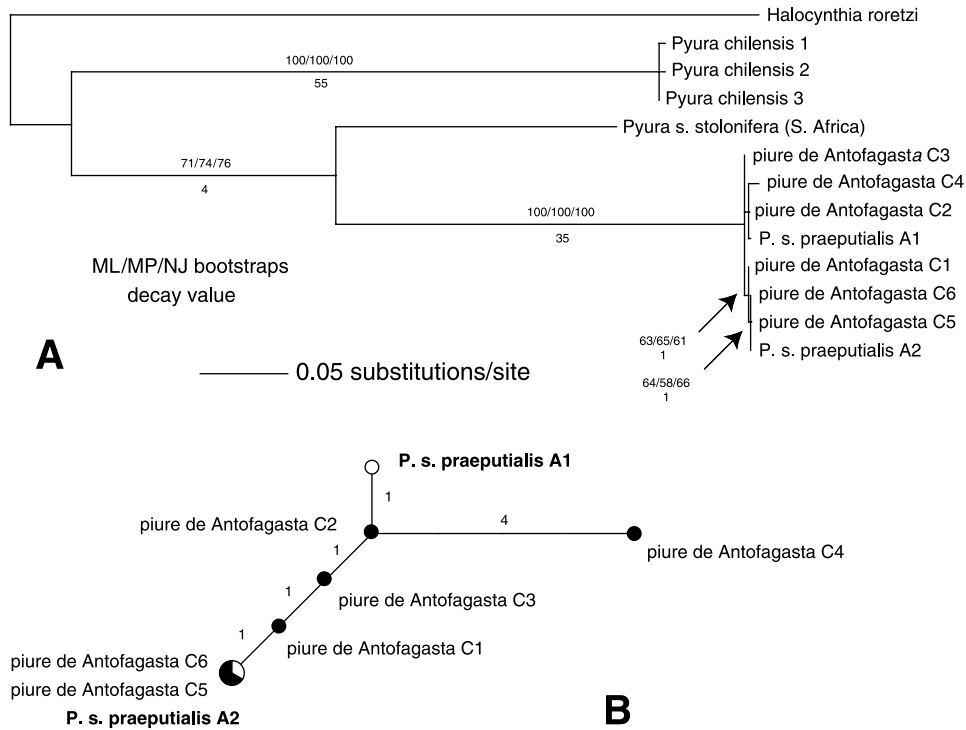 Halocynthia roretzi
Pyura chilensis 1
100/100/100
Pyura chilensis 2
55
Pyura chilensis 3
Pyura s. stolonifera (S. Africa)
piure de Antofagasta C3
71/74/76
piure de Antofagasta C4
4
100/100/100
piure de Antofagasta C2
35
P. s. praeputialis A1
ML/MP/NJ bootstraps
decay value
piure de Antofagasta C1
piure de Antofagasta C6
piure de Antofagasta C5
63/65/61
1
P. s. praeputialis A2
A
0.05 substitutions/site
64/58/66
1
P. s. praeputialis A1
1
piure de Antofagasta C2
4
1
piure de Antofagasta C4
1
piure de Antofagasta C3
1
piure de Antofagasta C1
piure de Antofagasta C6
piure de Antofagasta C5
P. s. praeputialis A2
B